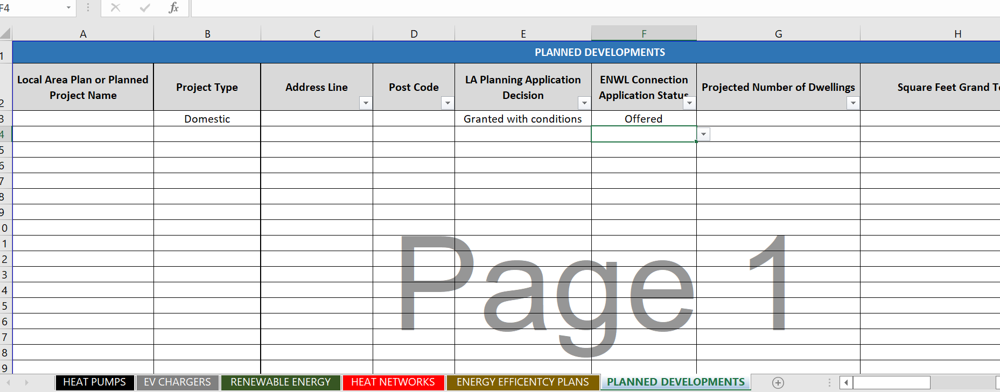 F4
fx
A B C D E F G H
1 PLANNED DEVELOPMENTS
Local Area Plan or Planned Project Name
Project Type
Address Line
Post Code
LA Planning Application Decision
ENWL Connection Application Status
Projected Number of Dwellings
Square Feet Grand
2
3 Domestic Granted with conditions Offered
4
5
6
7
8
9
0
1
2
3
4
5
6
7
8
9
Page 1
HEAT PUMPS EV CHARGERS RENEWABLE ENERGY HEAT NETWORKS ENERGY EFFICENTCY PLANS PLANNED DEVELOPMENTS